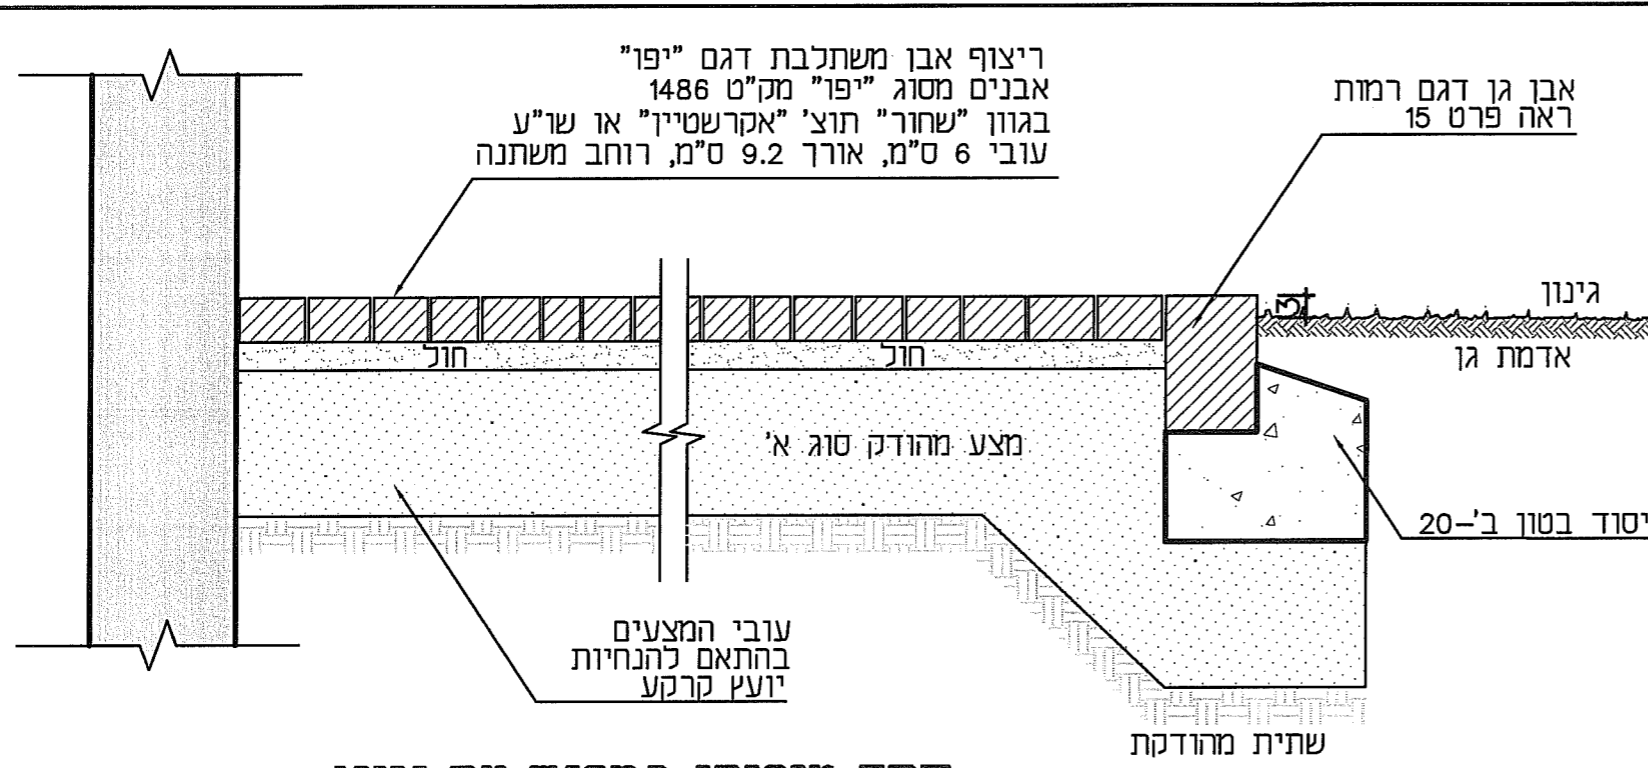 ריצוף אבן משתלבת דגם "יפו"
אבנים מסוג "יפו" מק"ט 1486
בגוון "שחור" תוצ' "אקרשטיין" או שו"ע
עובי 6 ס"מ, אורך 9.2 ס"מ, רוחב משתנה
אבן גן דגם רמות
ראה פרט 15
3
גינון
אדמת גן
חול
חול
מצע מהודק סוג א'
יסוד בטון ב'-20
עובי המצעים
בהתאם להנחיות
יועץ קרקע
שתית מהודקת